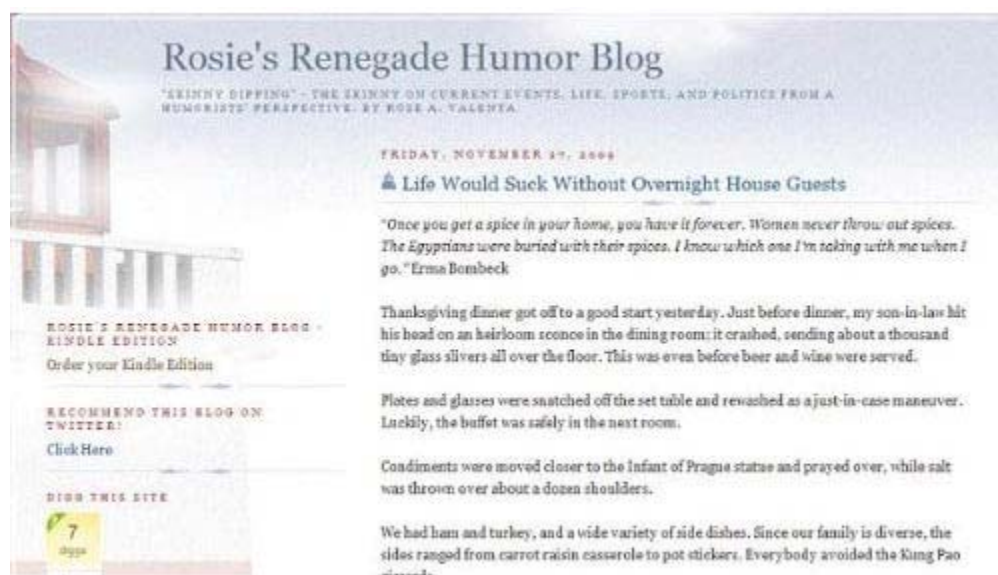 Rosie's Renegade Humor Blog
"SKINNY DIPPING" - THE SKINNY ON CURRENT EVENTS, LIFE, SPORTS, AND POLITICS FROM A
HUMORISTS' PERSPECTIVE. BY ROSE A. VALENTA
FRIDAY, NOVEMBER 27, 2009
Life Would Suck Without Overnight House Guests
"Once you get a spice in your home, you have it forever. Women never throw out spices.
The Egyptians were buried with their spices. I know which one I'm taking with me when I
go." Erma Bombeck
Thanksgiving dinner got off to a good start yesterday. Just before dinner, my son-in-law hit
his head on an heirloom sconce in the dining room; it crashed, sending about a thousand
tiny glass slivers all over the floor. This was even before beer and wine were served.
Plates and glasses were snatched off the set table and rewashed as a just-in-case maneuver.
Luckily, the buffet was safely in the next room.
Condiments were moved closer to the Infant of Prague statue and prayed over, while salt
was thrown over about a dozen shoulders.
We had ham and turkey, and a wide variety of side dishes. Since our family is diverse, the
sides ranged from carrot raisin casserole to pot stickers. Everybody avoided the Kung Pao
ROSIE'S RENEGADE HUMOR BLOG -
KINDLE EDITION
Order your Kindle Edition
RECOMMEND THIS BLOG ON
TWITTER!
Click Here
DIGG THIS SITE
7
diggs